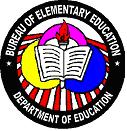 BUREAU OF ELEMENTARY EDUCATION
DEPARTMENT OF EDUCATION